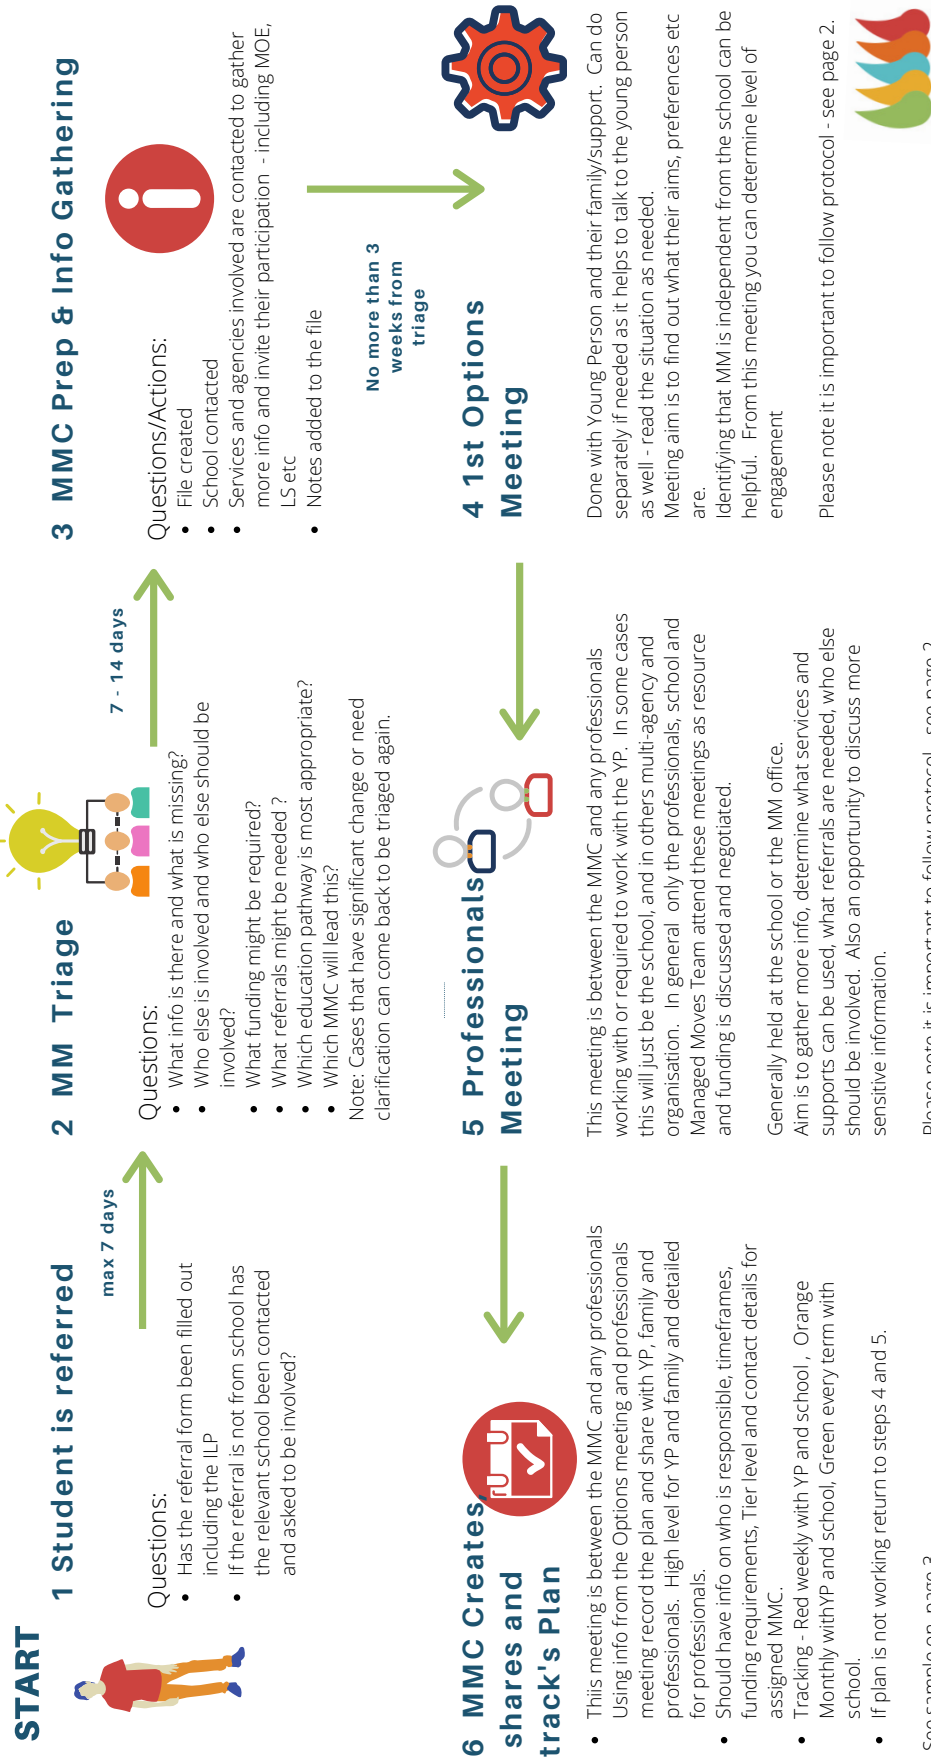 START
1 Student is referred
max 7 days
Questions:
• Has the referral form been filled out
including the ILP
• If the referral is not from school has
the relevant school been contacted
and asked to be involved?
2 MM Triage
7 - 14 days
Questions:
• What info is there and what is missing?
• Who else is involved and who else should be
involved?
• What funding might be required?
• What referrals might be needed ?
• Which education pathway is most appropriate?
• Which MMC will lead this?
Note: Cases that have significant change or need
clarification can come back to be triaged again.
3 MMC Prep & Info Gathering
Questions/Actions:
• File created
• School contacted
• Services and agencies involved are contacted to gather
more info and invite their participation - including MOE,
LS etc
• Notes added to the file
No more than 3
weeks from
triage
4 1st Options
Meeting
Done with Young Person and their family/support. Can do
separately if needed as it helps to talk to the young person
as well - read the situation as needed.
Meeting aim is to find out what their aims, preferences etc
are.
Identifying that MM is independent from the school can be
helpful. From this meeting you can determine level of
engagement
Please note it is important to follow protocol - see page 2.
5 Professionals
Meeting
This meeting is between the MMC and any professionals
working with or required to work with the YP. In some cases
this will just be the school, and in others multi-agency and
organisation. In general only the professionals, school and
Managed Moves Team attend these meetings as resource
and funding is discussed and negotiated.
Generally held at the school or the MM office.
Aim is to gather more info, determine what services and
supports can be used, what referrals are needed, who else
should be involved. Also an opportunity to discuss more
sensitive information.
Please note it is important to follow protocol - see page 2
6 MMC Creates,
shares and
track's Plan
• This meeting is between the MMC and any professionals
Using info from the Options meeting and professionals
meeting record the plan and share with YP, family and
professionals. High level for YP and family and detailed
for professionals.
• Should have info on who is responsible, timeframes,
funding requirements, Tier level and contact details for
assigned MMC.
• Tracking - Red weekly with YP and school , Orange
Monthly withYP and school, Green every term with
school.
• If plan is not working return to steps 4 and 5.
See sample on page 3